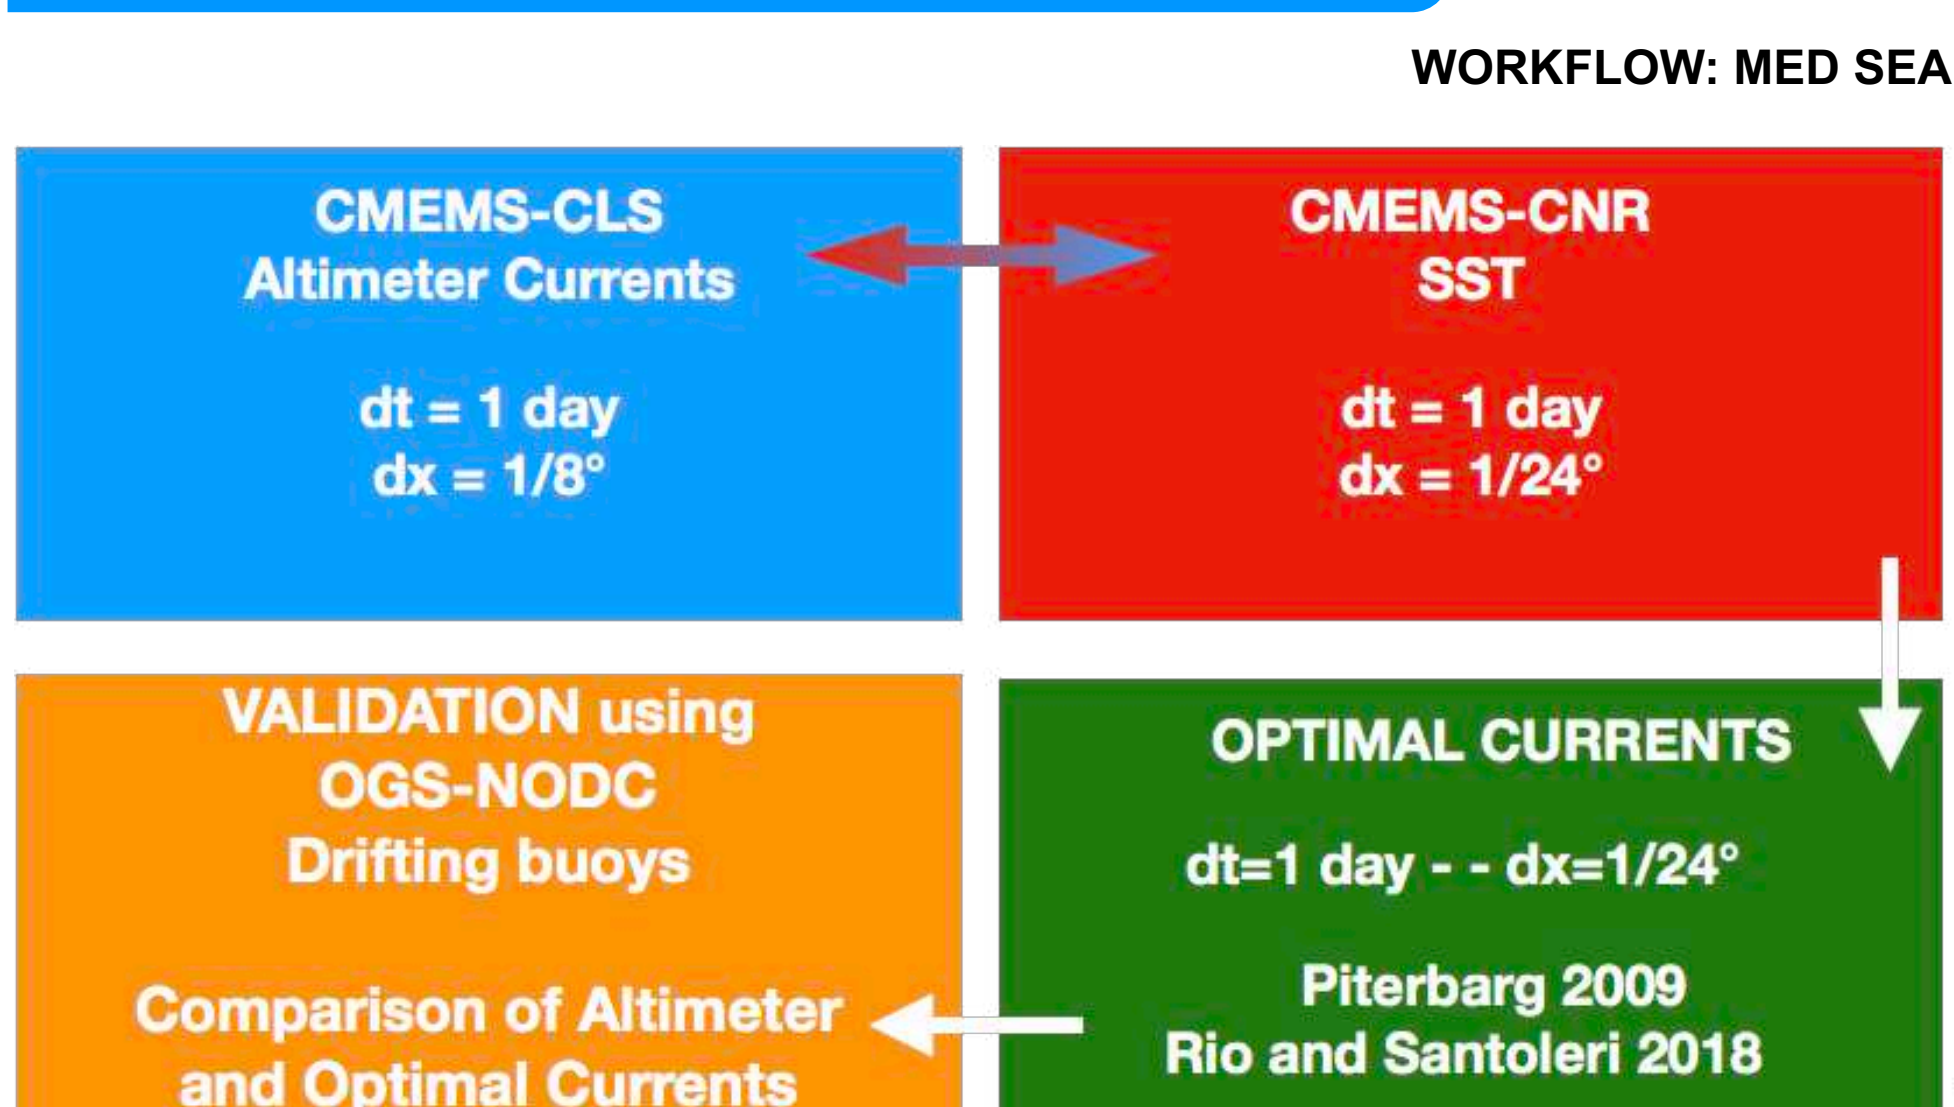 WORKFLOW: MED SEA
CMEMS-CLS
Altimeter Currents
dt = 1 day
dx = 1/8°
CMEMS-CNR
SST
dt = 1 day
dx = 1/24°
VALIDATION using
OGS-NODC
Drifting buoys
Comparison of Altimeter
and Optimal Currents
OPTIMAL CURRENTS
dt=1 day - - dx=1/24°
Piterbarg 2009
Rio and Santoleri 2018